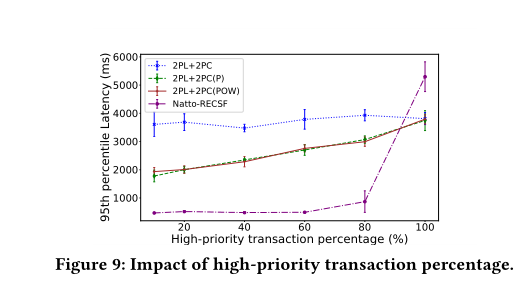 6000
5000
4000
3000
2000
1000
95th percentile Latency (ms)
2PL+2PC
2PL+2PC(P)
2PL+2PC(POW)
Natto-RECSF
20 40 60 80 100
High-priority transaction percentage (%)
Figure 9: Impact of high-priority transaction percentage.